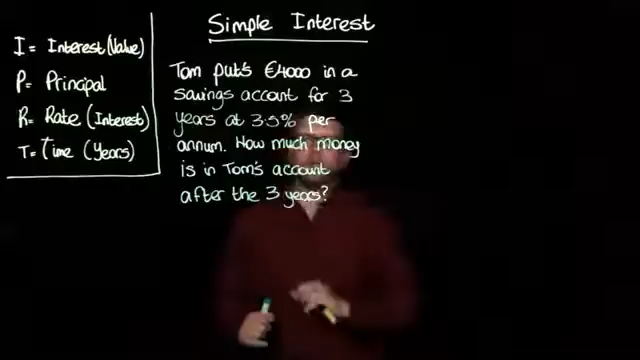 Simple Interest
I = Interest (Value)
P= Principal
R= Rate (Interest)
T= Time (Years)
Tom put's €4000 in a
savings account for 3
years at 3.5% per
annum. How much money
is in Tom's account
after the 3 years?